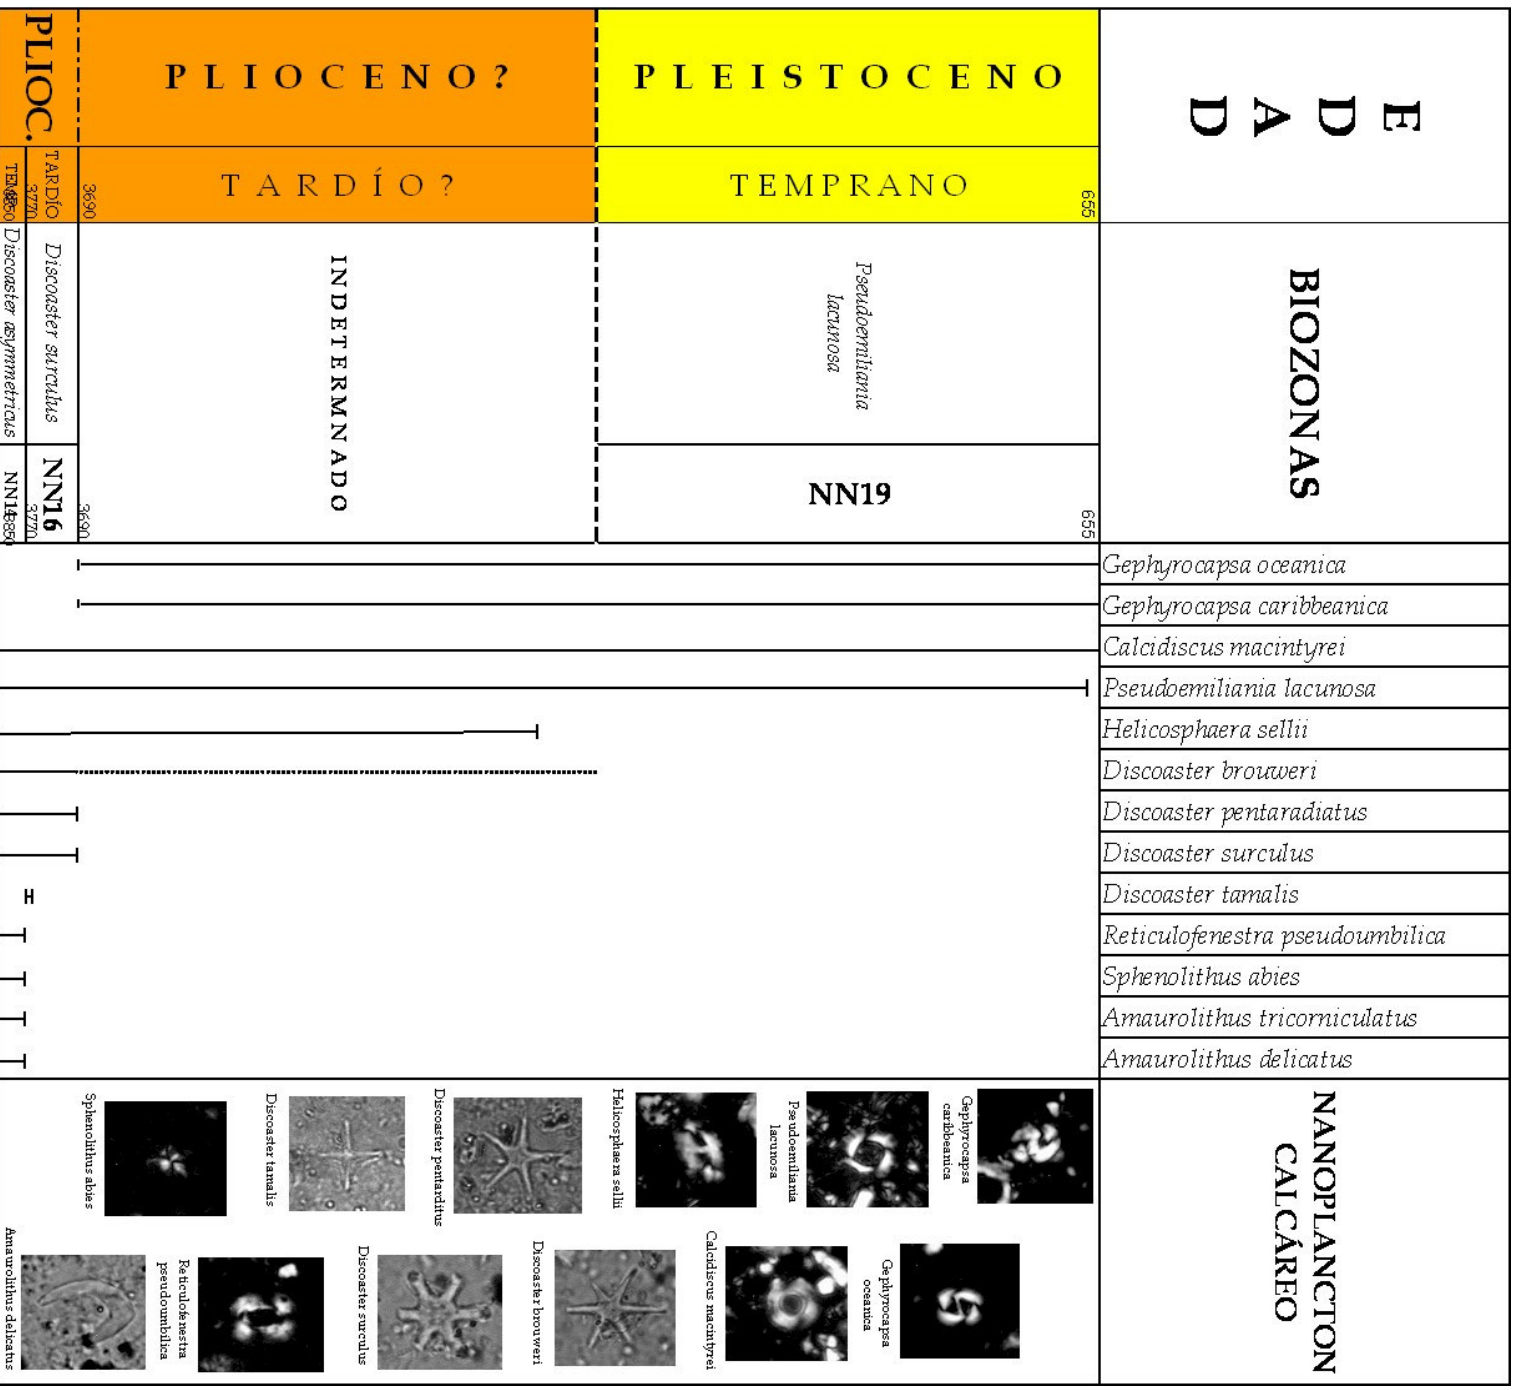 PLIOC.
PLIOCENO?
PLEISTOCENO
E
D
A
D
TARDÍO
3770
3690
TARDÍO?
TEMPRANO
655
Discoaster asymmetricus
Discoaster surculus
INDETERMNADO
Pseudoemiliania
lacunosa
BIOZONAS
NN16
3770
3690
NN19
655
Gephyrocapsa oceanica
Gephyrocapsa caribbeanica
Calcidiscus macintyrei
Pseudoemiliania lacunosa
Helicosphaera sellii
Discoaster brouweri
Discoaster pentaradiatus
Discoaster surculus
Discoaster tamalis
Reticulofenestra pseudoumbilica
Sphenolithus abies
Amaurolithus tricorniculatus
Amaurolithus delicatus
Sphenolithus abies
Discoaster tamalis
Discoaster pentarditus
Helicosphaera sellii
Pseudoemiliania
lacunosa
Gephyrocapsa
caribbeanica
Amaurolithus delicatus
Reticulofenestra
pseudoumbilica
Discoaster surculus
Discoaster brouweri
Calcidiscus macintyrei
Gephyrocapsa
oceanica
NANOPLANCTON
CALCÁREO